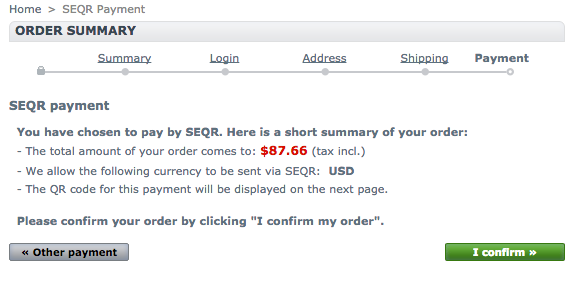 Home > SEQR Payment
ORDER SUMMARY
Summary Login Address Shipping Payment
SEQR payment
You have chosen to pay by SEQR. Here is a short summary of your order:
- The total amount of your order comes to: $87.66 (tax incl.)
- We allow the following currency to be sent via SEQR: USD
- The QR code for this payment will be displayed on the next page.
Please confirm your order by clicking "I confirm my order".
« Other payment I confirm »